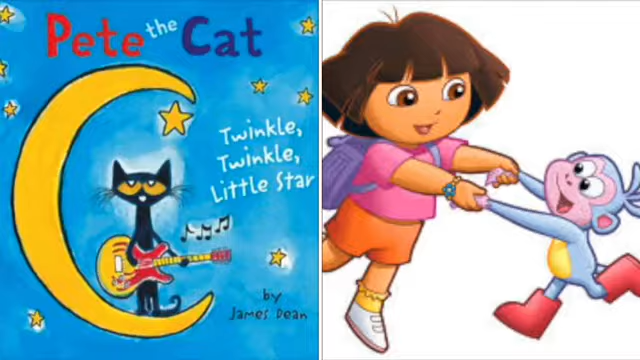 Pete the Cat
Twinkle,
Twinkle,
Little Star
by
James Dean